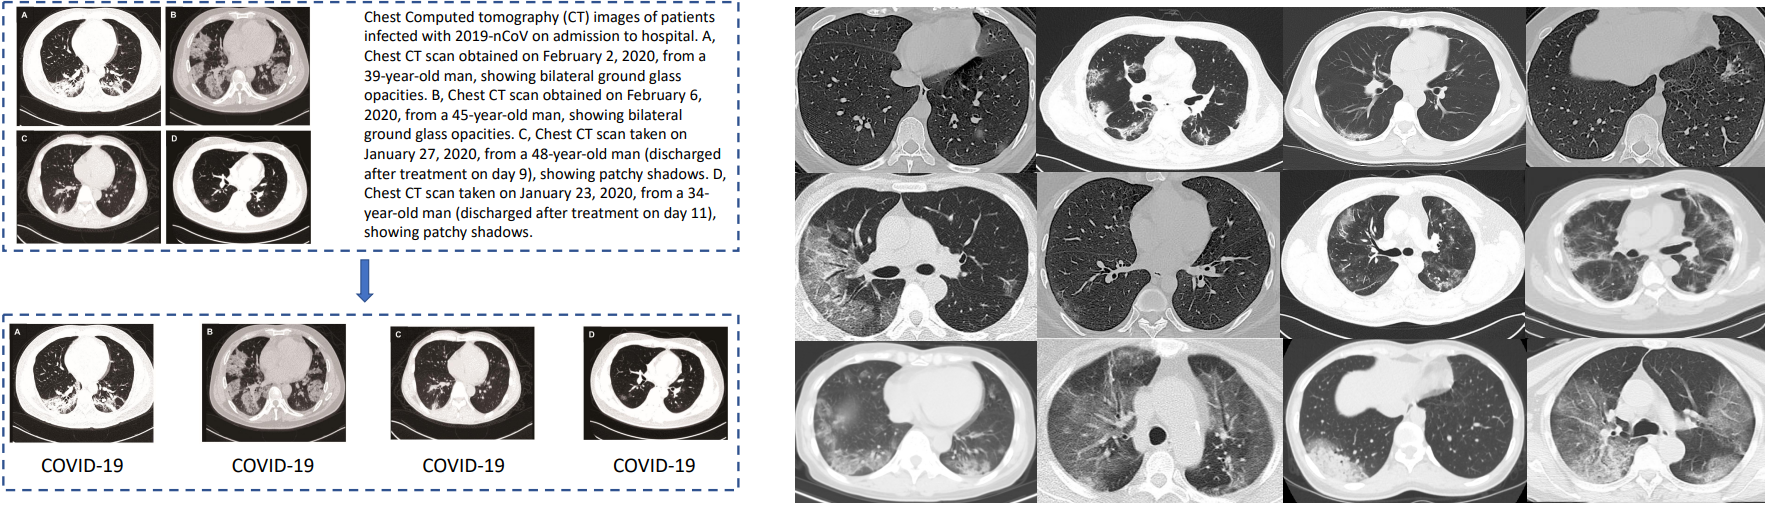 A
B
C
D
Chest Computed tomography (CT) images of patients
infected with 2019-nCoV on admission to hospital. A,
Chest CT scan obtained on February 2, 2020, from a
39-year-old man, showing bilateral ground glass
opacities. B, Chest CT scan obtained on February 6,
2020, from a 45-year-old man, showing bilateral
ground glass opacities. C, Chest CT scan taken on
January 27, 2020, from a 48-year-old man (discharged
after treatment on day 9), showing patchy shadows. D,
Chest CT scan taken on January 23, 2020, from a 34-
year-old man (discharged after treatment on day 11),
showing patchy shadows.
A
B
C
D
COVID-19
COVID-19
COVID-19
COVID-19